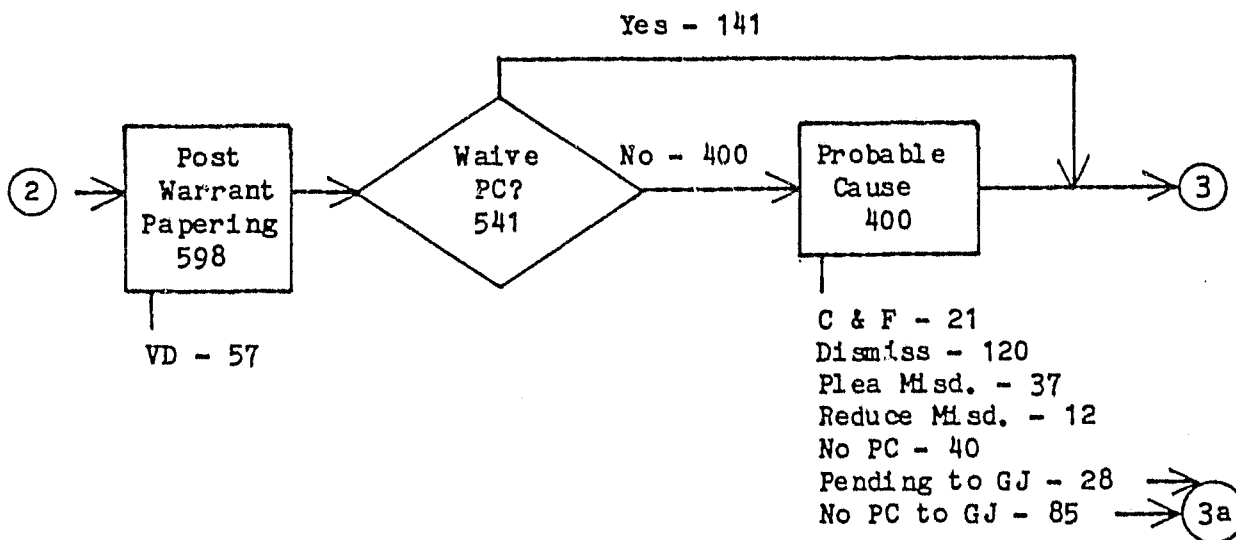 Yes - 141
2
Post
Warrant
Papering
598
Waive
PC?
541
No - 400
Probable
Cause
400
3
VD - 57
C & F - 21
Dismiss - 120
Plea Misd. - 37
Reduce Misd. - 12
No PC - 40
Pending to GJ - 28
No PC to GJ - 85
3a